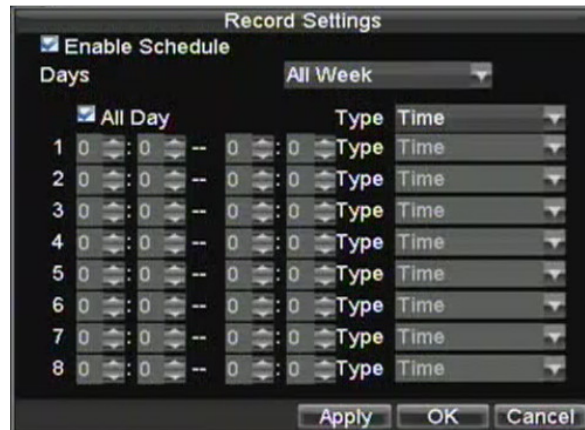 Record Settings
Enable Schedule
Days All Week
All Day Type Time
1 0 : 0 -- 0 : 0 Type Time
2 0 : 0 -- 0 : 0 Type Time
3 0 : 0 -- 0 : 0 Type Time
4 0 : 0 -- 0 : 0 Type Time
5 0 : 0 -- 0 : 0 Type Time
6 0 : 0 -- 0 : 0 Type Time
7 0 : 0 -- 0 : 0 Type Time
8 0 : 0 -- 0 : 0 Type Time
Apply OK Cancel